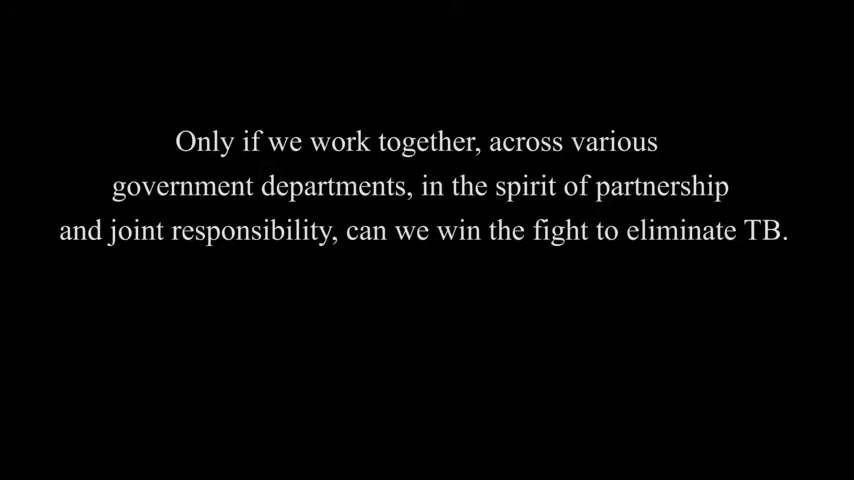 Only if we work together, across various
government departments, in the spirit of partnership
and joint responsibility, can we win the fight to eliminate TB.